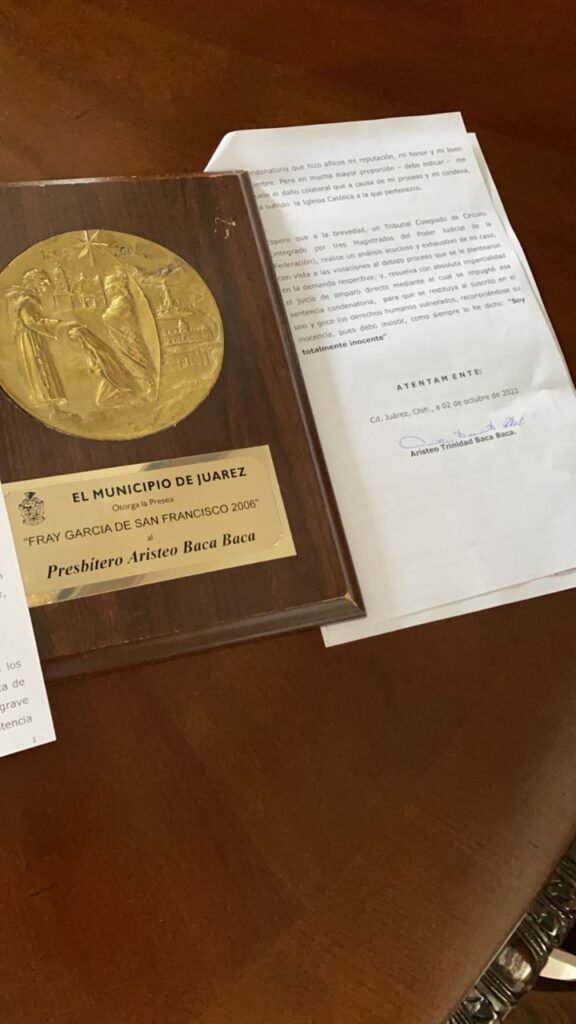 EL MUNICIPIO DE JUAREZ
Otorga la Presea
"FRAY GARCIA DE SAN FRANCISCO 2006"
al
Presbítero Aristeo Baca Baca
ndenatoria que hizo añicos mi reputación, mi honor y mi buen
mbre. Pero en mucha mayor proporción – debo indicar – me
ume el daño colateral que a causa de mi proceso y mi condena,
a sufrido la Iglesia Católica a la que pertenezco.
Espero que a la brevedad, un Tribunal Colegiado de Circuito
(integrado por tres Magistrados del Poder Judicial de la
Federación), realice un análisis acucioso y exhaustivo de mi caso,
con vista a las violaciones al debido proceso que se le plantearon
en la demanda respectiva; y, resuelva con absoluta imparcialidad
el Juicio de amparo directo mediante el cual se impugnó esa
sentencia condenatoria, para que se restituya al suscrito en el
uso y goce los derechos humanos vulnerados, reconociéndose su
inocencia, pues debo insistir, como siempre lo he dicho: "Soy
totalmente inocente".
A T E N T A M E N T E:
Cd. Juárez, Chih., a 02 de octubre de 2022.
Aristeo Trinidad Baca Baca.
los
ta de
grave
tencia
1